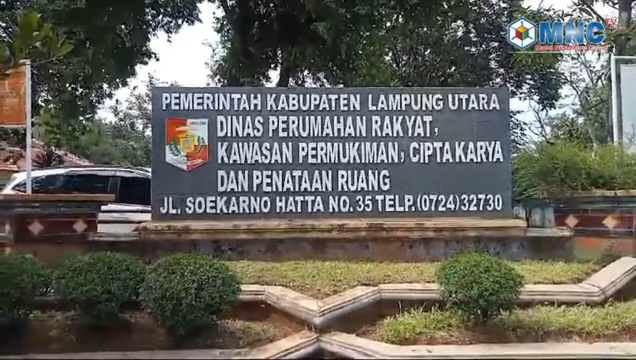 MNC TV
PEMERINTAH KABUPATEN LAMPUNG UTARA
DINAS PERUMAHAN RAKYAT,
KAWASAN PERMUKIMAN, CIPTA KARYA
DAN PENATAAN RUANG
JL. SOEKARNO HATTA NO. 35 TELP. (0724)32730